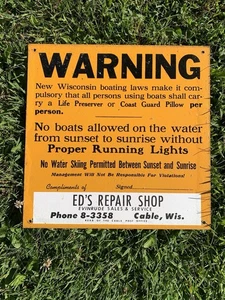 WARNING
New Wisconsin boating laws make it com-
pulsory that all persons using boats shall car-
ry a Life Preserver or Coast Guard Pillow per
person.
No boats allowed on the water
from sunset to sunrise without
Proper Running Lights
No Water Skiing Permitted Between Sunset and Sunrise
Management Will Not Be Responsible For Violations!
Compliments of Signed
ED'S REPAIR SHOP
EVINRUDE SALES & SERVICE
Phone 8-3358 Cable, Wis.